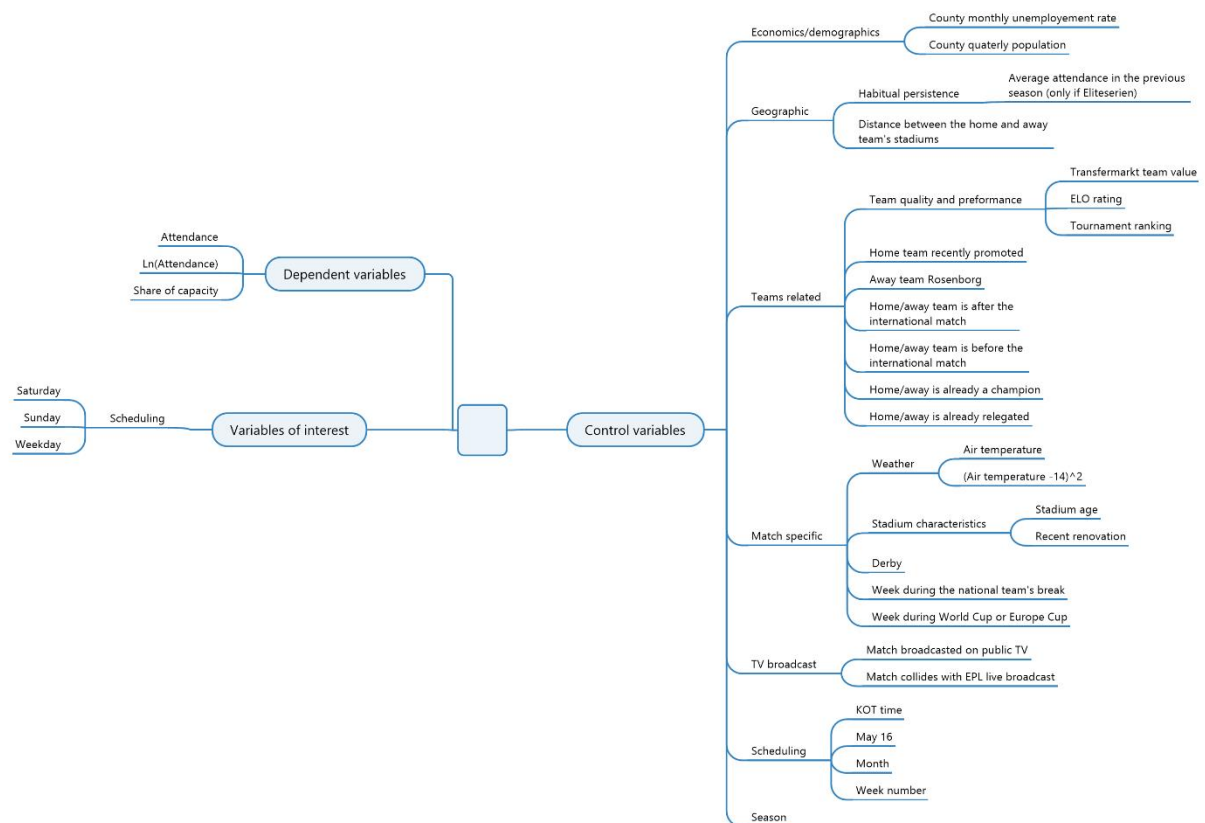 Attendance
Ln(Attendance)
Share of capacity
Dependent variables
Saturday
Sunday
Weekday
Scheduling
Variables of interest
Control variables
Economics/demographics
County monthly unemployement rate
County quaterly population
Geographic
Habitual persistence
Average attendance in the previous
season (only if Eliteserien)
Distance between the home and away
team's stadiums
Teams related
Team quality and preformance
Transfermarkt team value
ELO rating
Tournament ranking
Home team recently promoted
Away team Rosenborg
Home/away team is after the
international match
Home/away team is before the
international match
Home/away is already a champion
Home/away is already relegated
Match specific
Weather
Air temperature
(Air temperature -14)^2
Stadium characteristics
Stadium age
Recent renovation
Derby
Week during the national team's break
Week during World Cup or Europe Cup
TV broadcast
Match broadcasted on public TV
Match collides with EPL live broadcast
Scheduling
KOT time
May 16
Month
Week number
Season